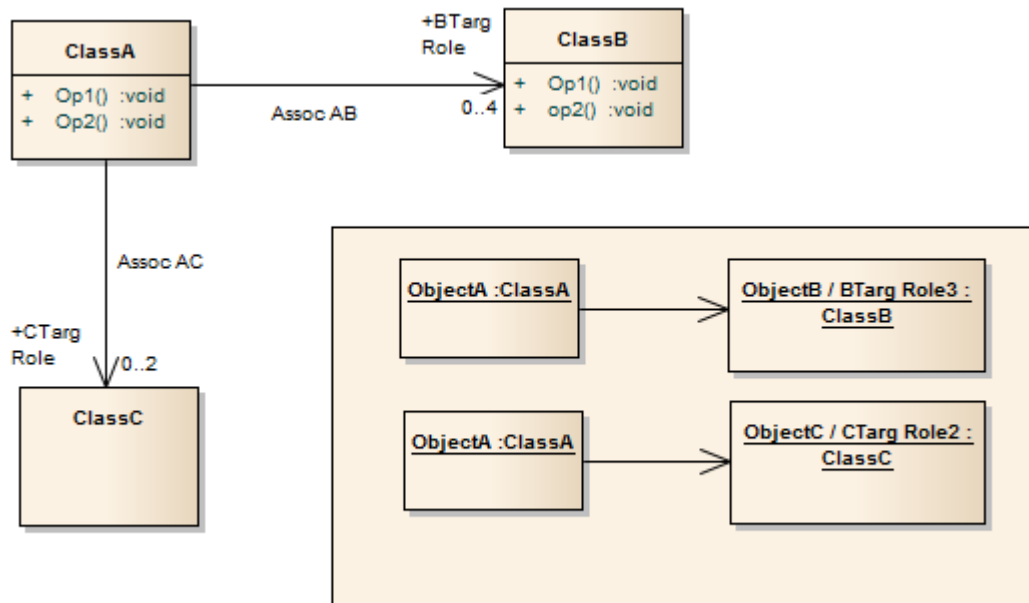 ClassA
+ Op1() :void
+ Op2() :void
+BTarg
Role
0..4
Assoc AB
ClassB
+ Op1() :void
+ op2() :void
Assoc AC
+CTarg
Role
0..2
ClassC
ObjectA :ClassA
ObjectB / BTarg Role3 :
ClassB
ObjectA :ClassA
ObjectC / CTarg Role2 :
ClassC